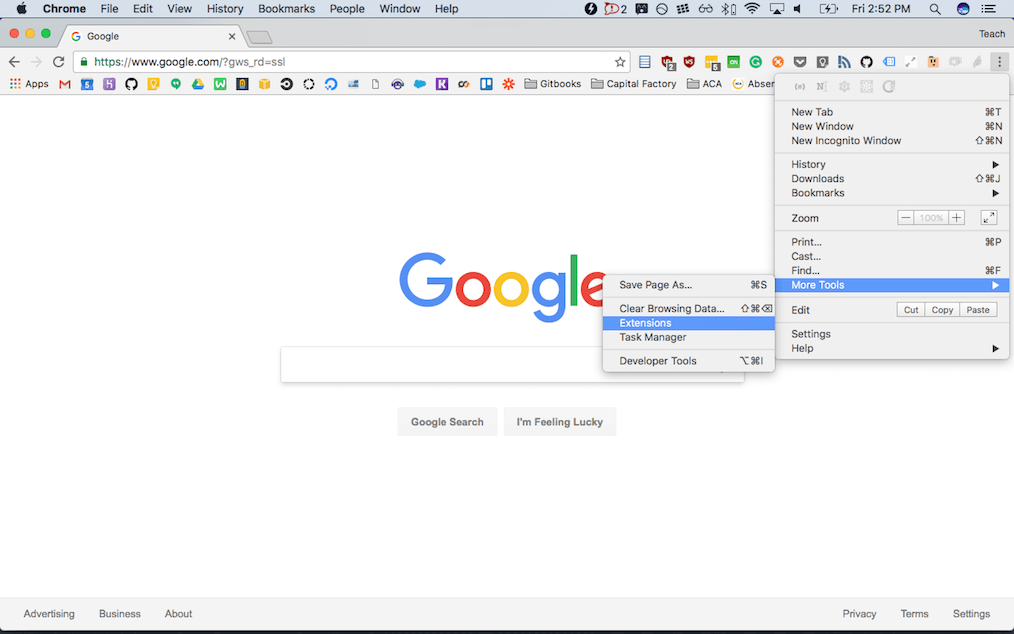 Chrome File Edit View History Bookmarks People Window Help 2 Fri 2:52 PM
Google Teach
https://www.google.com/?gws_rd=ssl
Apps Gitbooks Capital Factory ACA Absen
New Tab ⌘T
New Window ⌘N
New Incognito Window ⇧⌘N
History
Downloads ⇧⌘J
Bookmarks
Zoom − 100% +
Print... ⌘P
Cast...
Find... ⌘F
More Tools
Edit Cut Copy Paste
Settings
Help
Google
Save Page As... ⌘S
Clear Browsing Data... ⇧⌘⌫
Extensions
Task Manager
Developer Tools ⌥⌘I
Google Search I'm Feeling Lucky
Advertising Business About Privacy Terms Settings